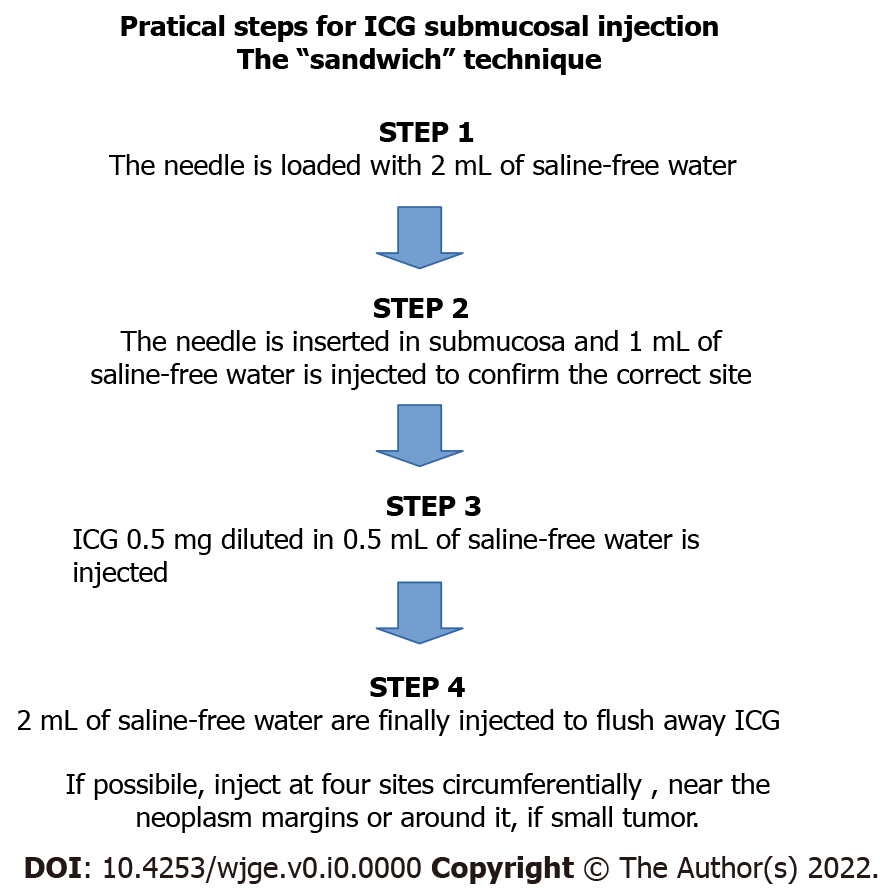 Pratical steps for ICG submucosal injection
The “sandwich” technique
STEP 1
The needle is loaded with 2 mL of saline-free water
STEP 2
The needle is inserted in submucosa and 1 mL of
saline-free water is injected to confirm the correct site
STEP 3
ICG 0.5 mg diluted in 0.5 mL of saline-free water is
injected
STEP 4
2 mL of saline-free water are finally injected to flush away ICG
If possibile, inject at four sites circumferentially , near the
neoplasm margins or around it, if small tumor.
DOI: 10.4253/wjge.v0.i0.0000 Copyright © The Author(s) 2022.